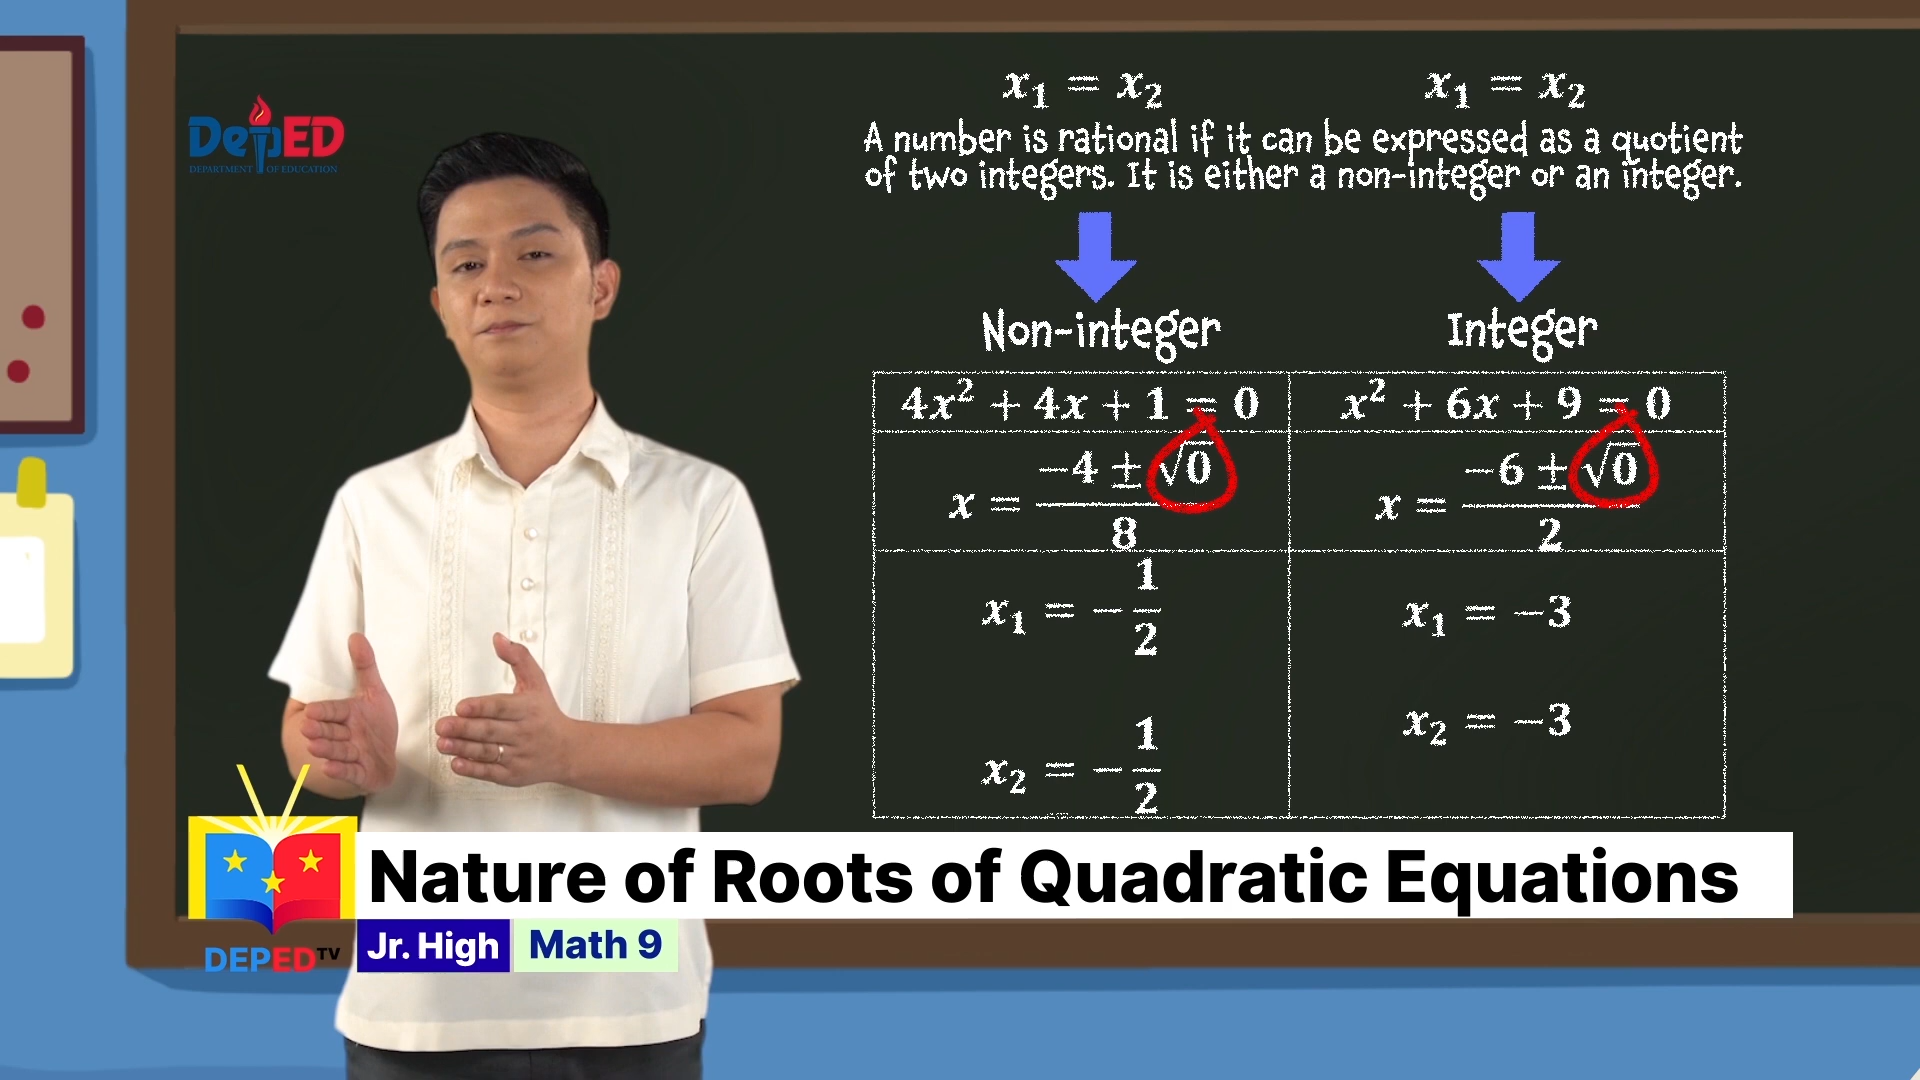 DepED
DEPARTMENT OF EDUCATION
x₁ = x₂
x₁ = x₂
A number is rational if it can be expressed as a quotient
of two integers. It is either a non-integer or an integer.
Non-integer
Integer
4x² + 4x + 1 = 0
x² + 6x + 9 = 0
x = (-4 ± √0)/8
x = (-6 ± √0)/2
x₁ = -1/2
x₁ = -3
x₂ = -1/2
x₂ = -3
Nature of Roots of Quadratic Equations
Jr. High
Math 9
DEPED TV